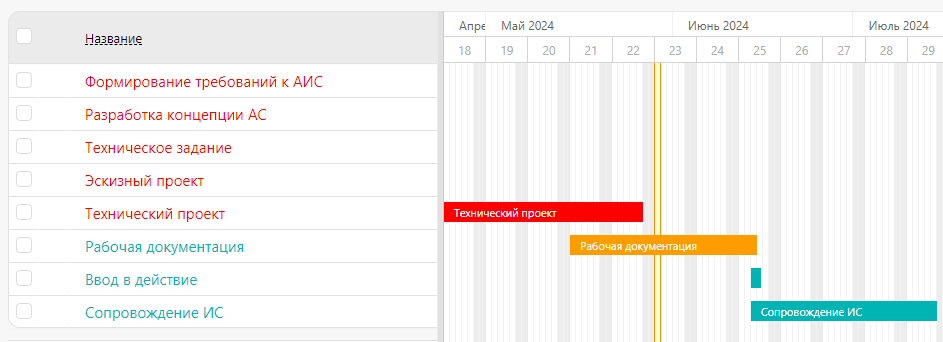 Название
Апре Май 2024 Июнь 2024 Июль 2024
18 19 20 21 22 23 24 25 26 27 28 29
Формирование требований к АИС
Разработка концепции АС
Техническое задание
Эскизный проект
Технический проект
Технический проект
Рабочая документация
Рабочая документация
Ввод в действие
Сопровождение ИС
Сопровождение ИС